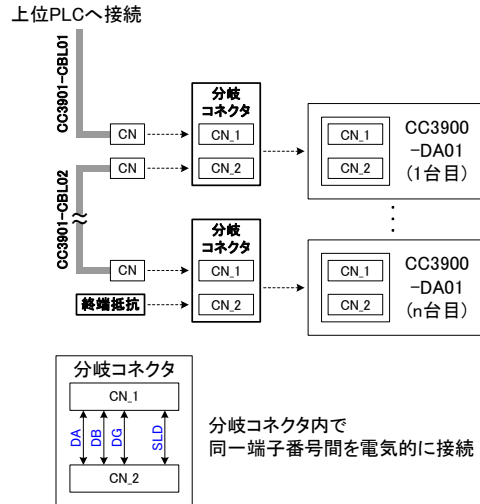 上位PLCへ接続
CC3901-CBL01
CN
分岐
コネクタ
CN_1
CN_2
CN_1
CN_2
CC3900
-DA01
(1台目)
CN
CC3901-CBL02
CN
分岐
コネクタ
CN_1
CN_2
CN_1
CN_2
CC3900
-DA01
(n台目)
終端抵抗
分岐コネクタ
CN_1
DA
DB
DG
SLD
CN_2
分岐コネクタ内で
同一端子番号間を電気的に接続